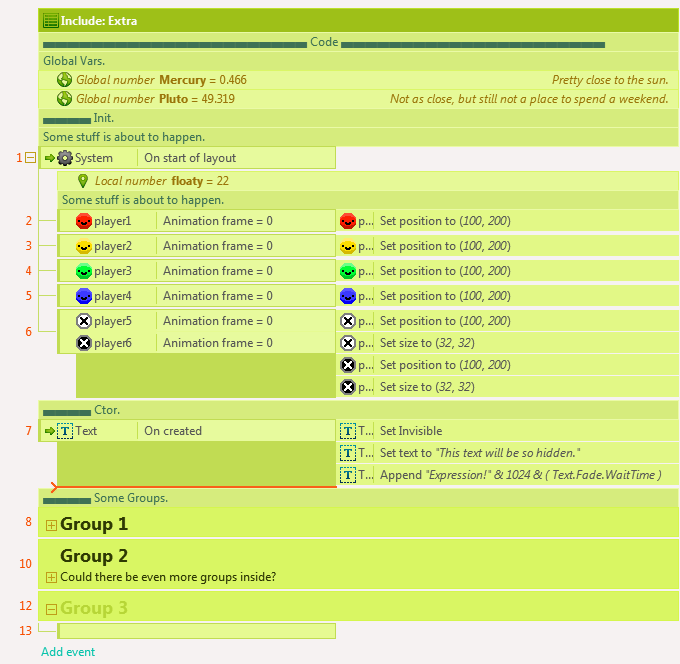 Include: Extra
Code
Global Vars.
Global number Mercury = 0.466 Pretty close to the sun.
Global number Pluto = 49.319 Not as close, but still not a place to spend a weekend.
Init.
Some stuff is about to happen.
1 System On start of layout
Local number floaty = 22
Some stuff is about to happen.
2 player1 Animation frame = 0 p... Set position to (100, 200)
3 player2 Animation frame = 0 p... Set position to (100, 200)
4 player3 Animation frame = 0 p... Set position to (100, 200)
5 player4 Animation frame = 0 p... Set position to (100, 200)
player5 Animation frame = 0 p... Set position to (100, 200)
6 player6 Animation frame = 0 p... Set size to (32, 32)
p... Set position to (100, 200)
p... Set size to (32, 32)
Ctor.
7 T Text On created T T... Set Invisible
T T... Set text to "This text will be so hidden."
T T... Append "Expression!" & 1024 & ( Text.Fade.WaitTime )
Some Groups.
8 Group 1
Group 2
10 Could there be even more groups inside?
12 Group 3
13
Add event